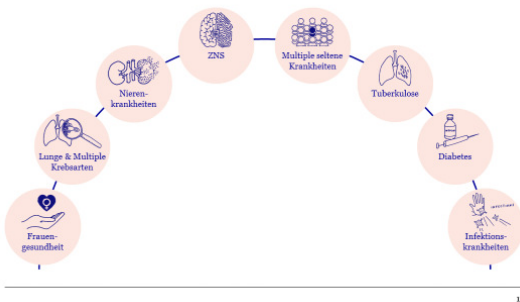 ZNS
Multiple seltene
Krankheiten
Nieren-
krankheiten
Tuberkulose
Lunge & Multiple
Krebsarten
Diabetes
Frauen-
gesundheit
Infektions-
krankheiten
1